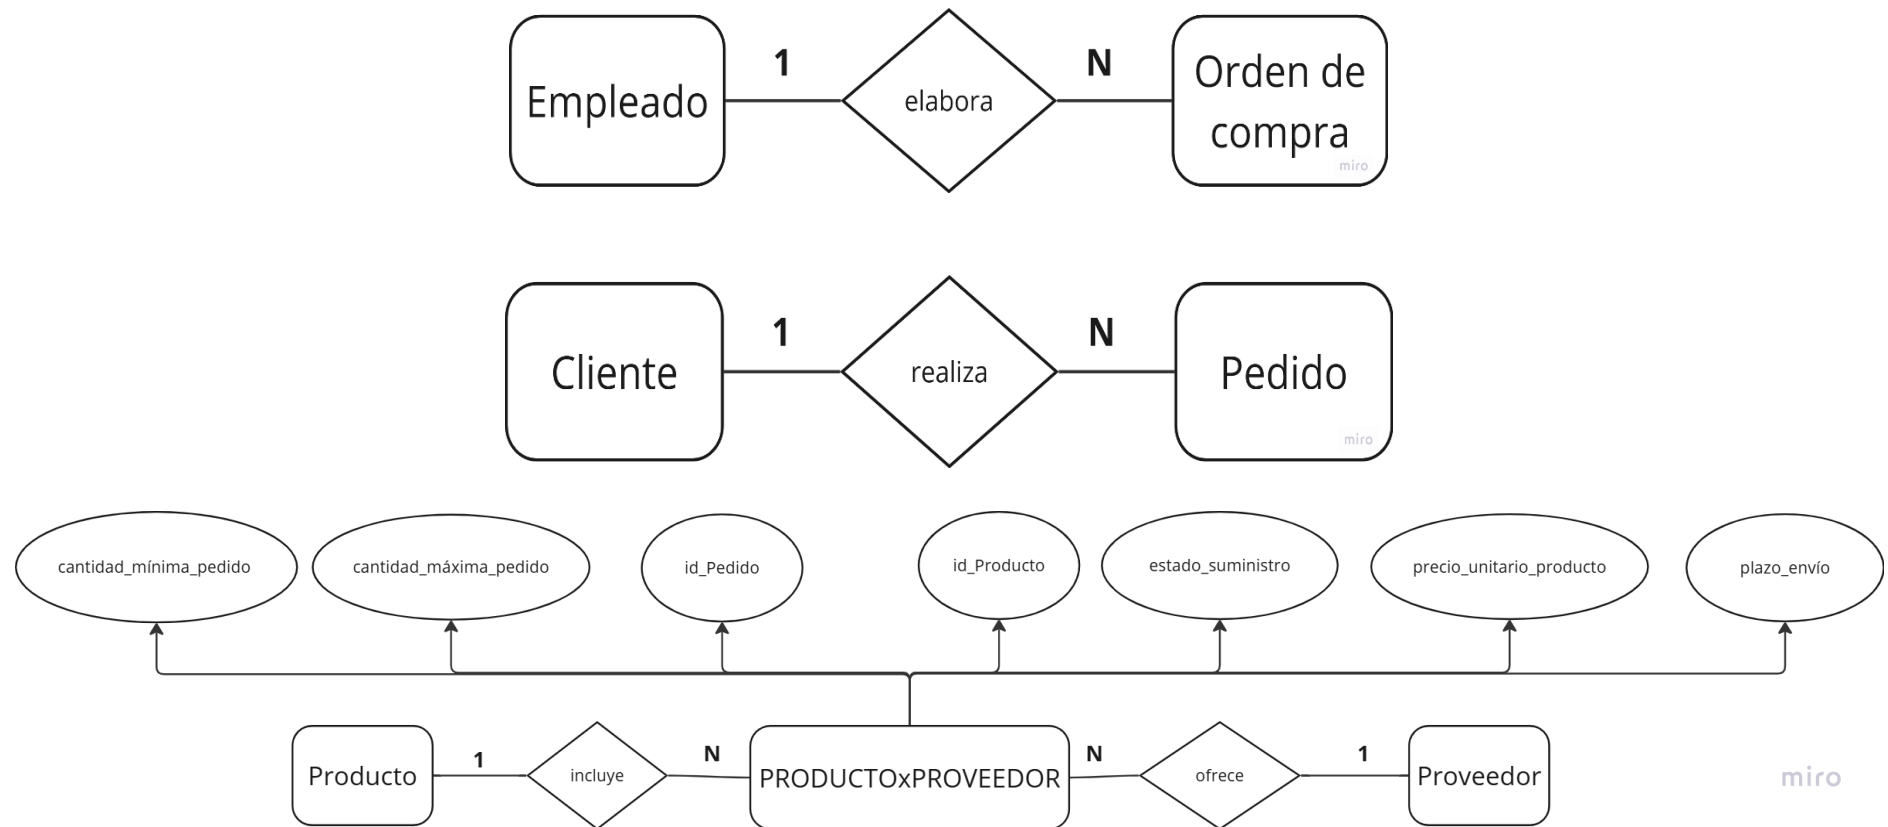 1
N
Empleado
elabora
Orden de
compra
miro
1
N
Cliente
realiza
Pedido
miro
cantidad_mínima_pedido
cantidad_máxima_pedido
id_Pedido
id_Producto
estado_suministro
precio_unitario_producto
plazo_envío
Producto
1
incluye
N
PRODUCTOxPROVEEDOR
N
ofrece
1
Proveedor
miro